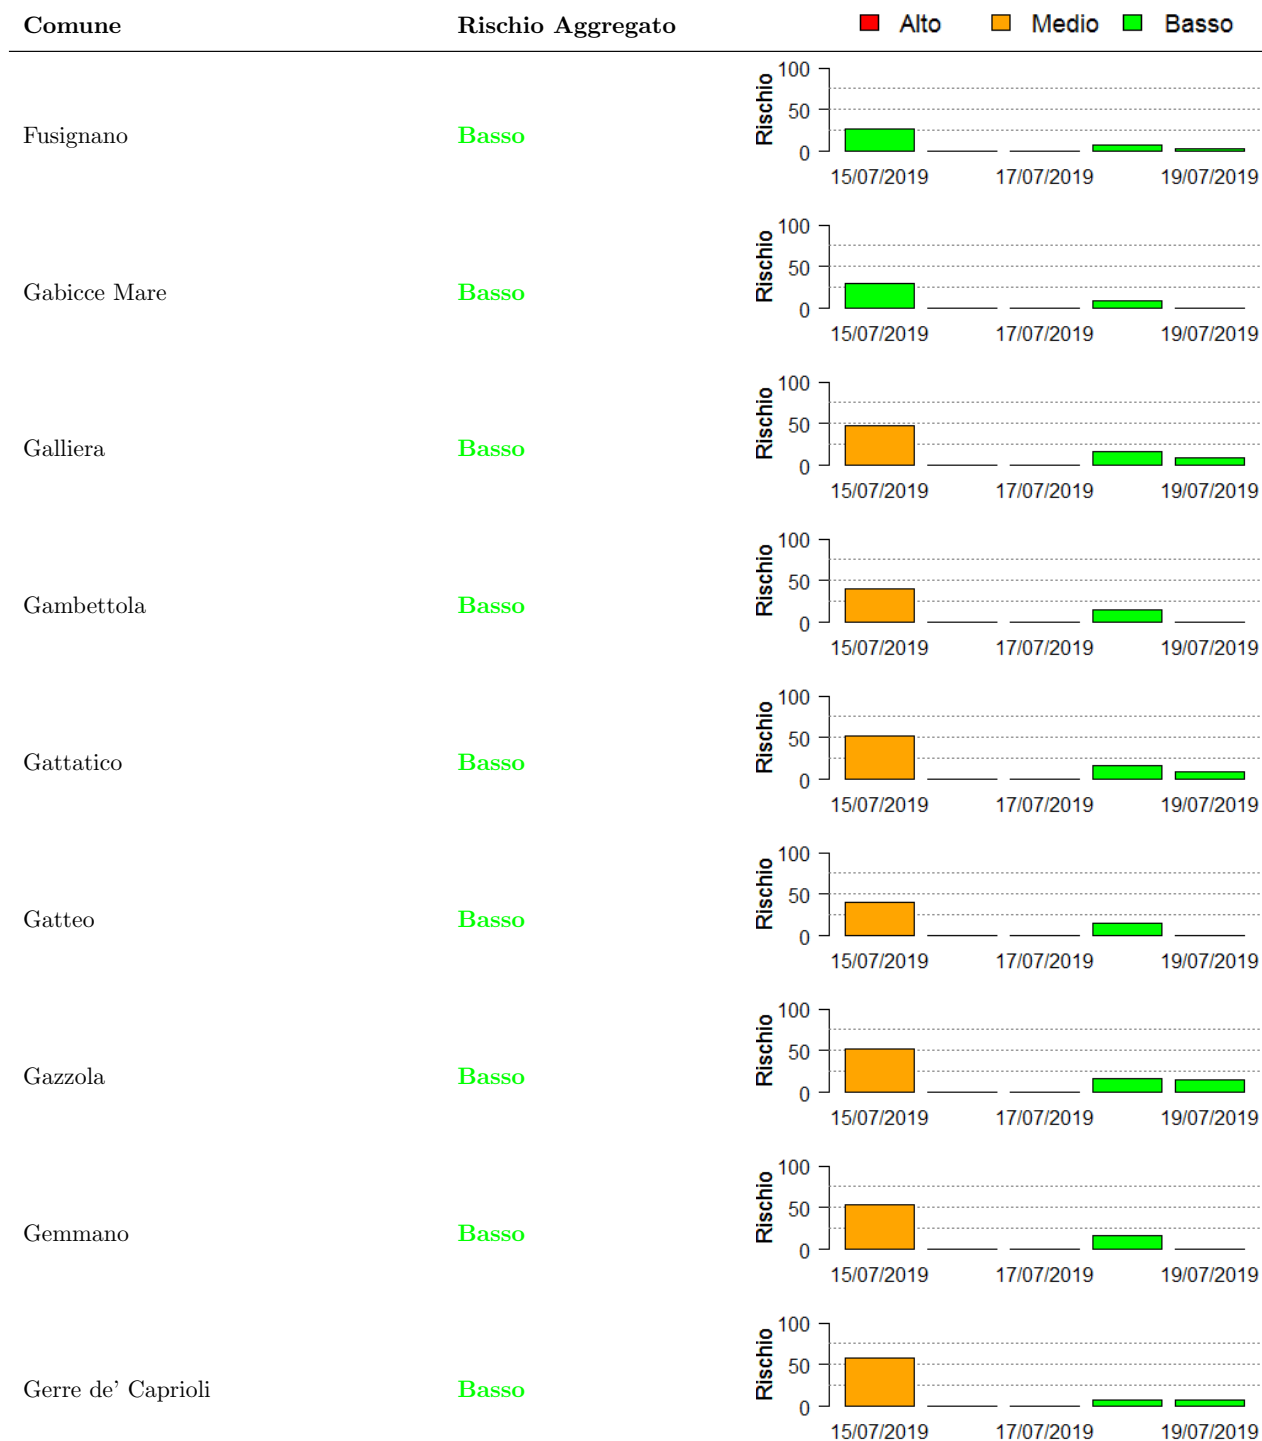 Comune Rischio Aggregato Alto Medio Basso
Fusignano Basso
Rischio
100
50
0
15/07/2019 17/07/2019 19/07/2019
Gabicce Mare Basso
Rischio
100
50
0
15/07/2019 17/07/2019 19/07/2019
Galliera Basso
Rischio
100
50
0
15/07/2019 17/07/2019 19/07/2019
Gambettola Basso
Rischio
100
50
0
15/07/2019 17/07/2019 19/07/2019
Gattatico Basso
Rischio
100
50
0
15/07/2019 17/07/2019 19/07/2019
Gatteo Basso
Rischio
100
50
0
15/07/2019 17/07/2019 19/07/2019
Gazzola Basso
Rischio
100
50
0
15/07/2019 17/07/2019 19/07/2019
Gemmano Basso
Rischio
100
50
0
15/07/2019 17/07/2019 19/07/2019
Gerre de' Caprioli Basso
Rischio
100
50
0
15/07/2019 17/07/2019 19/07/2019